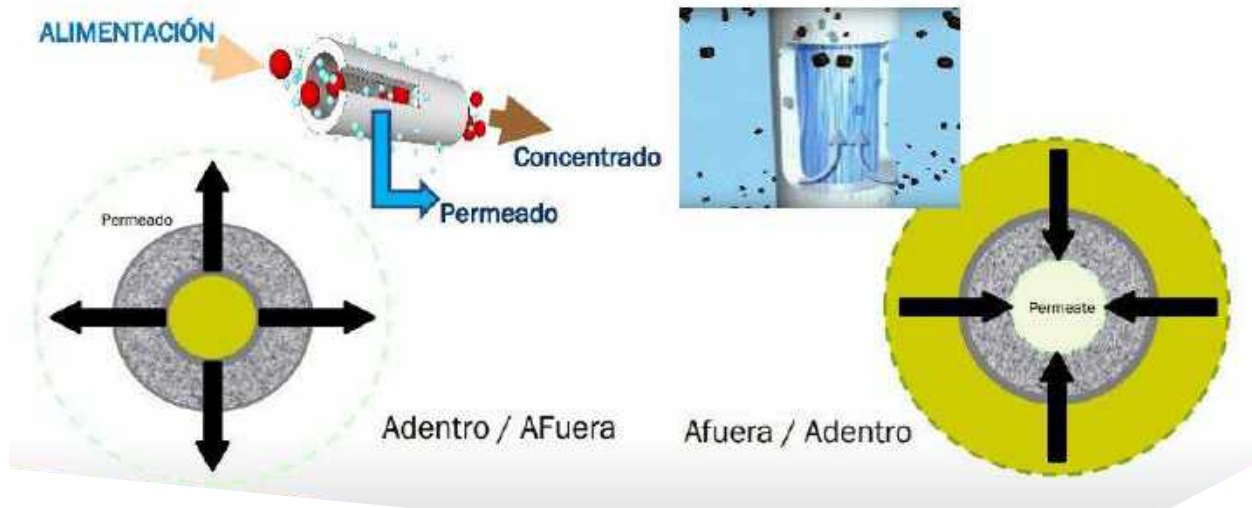 ALIMENTACIÓN
Concentrado
Permeado
Permeado
Adentro / AFuera
Afuera / Adentro
Permeate